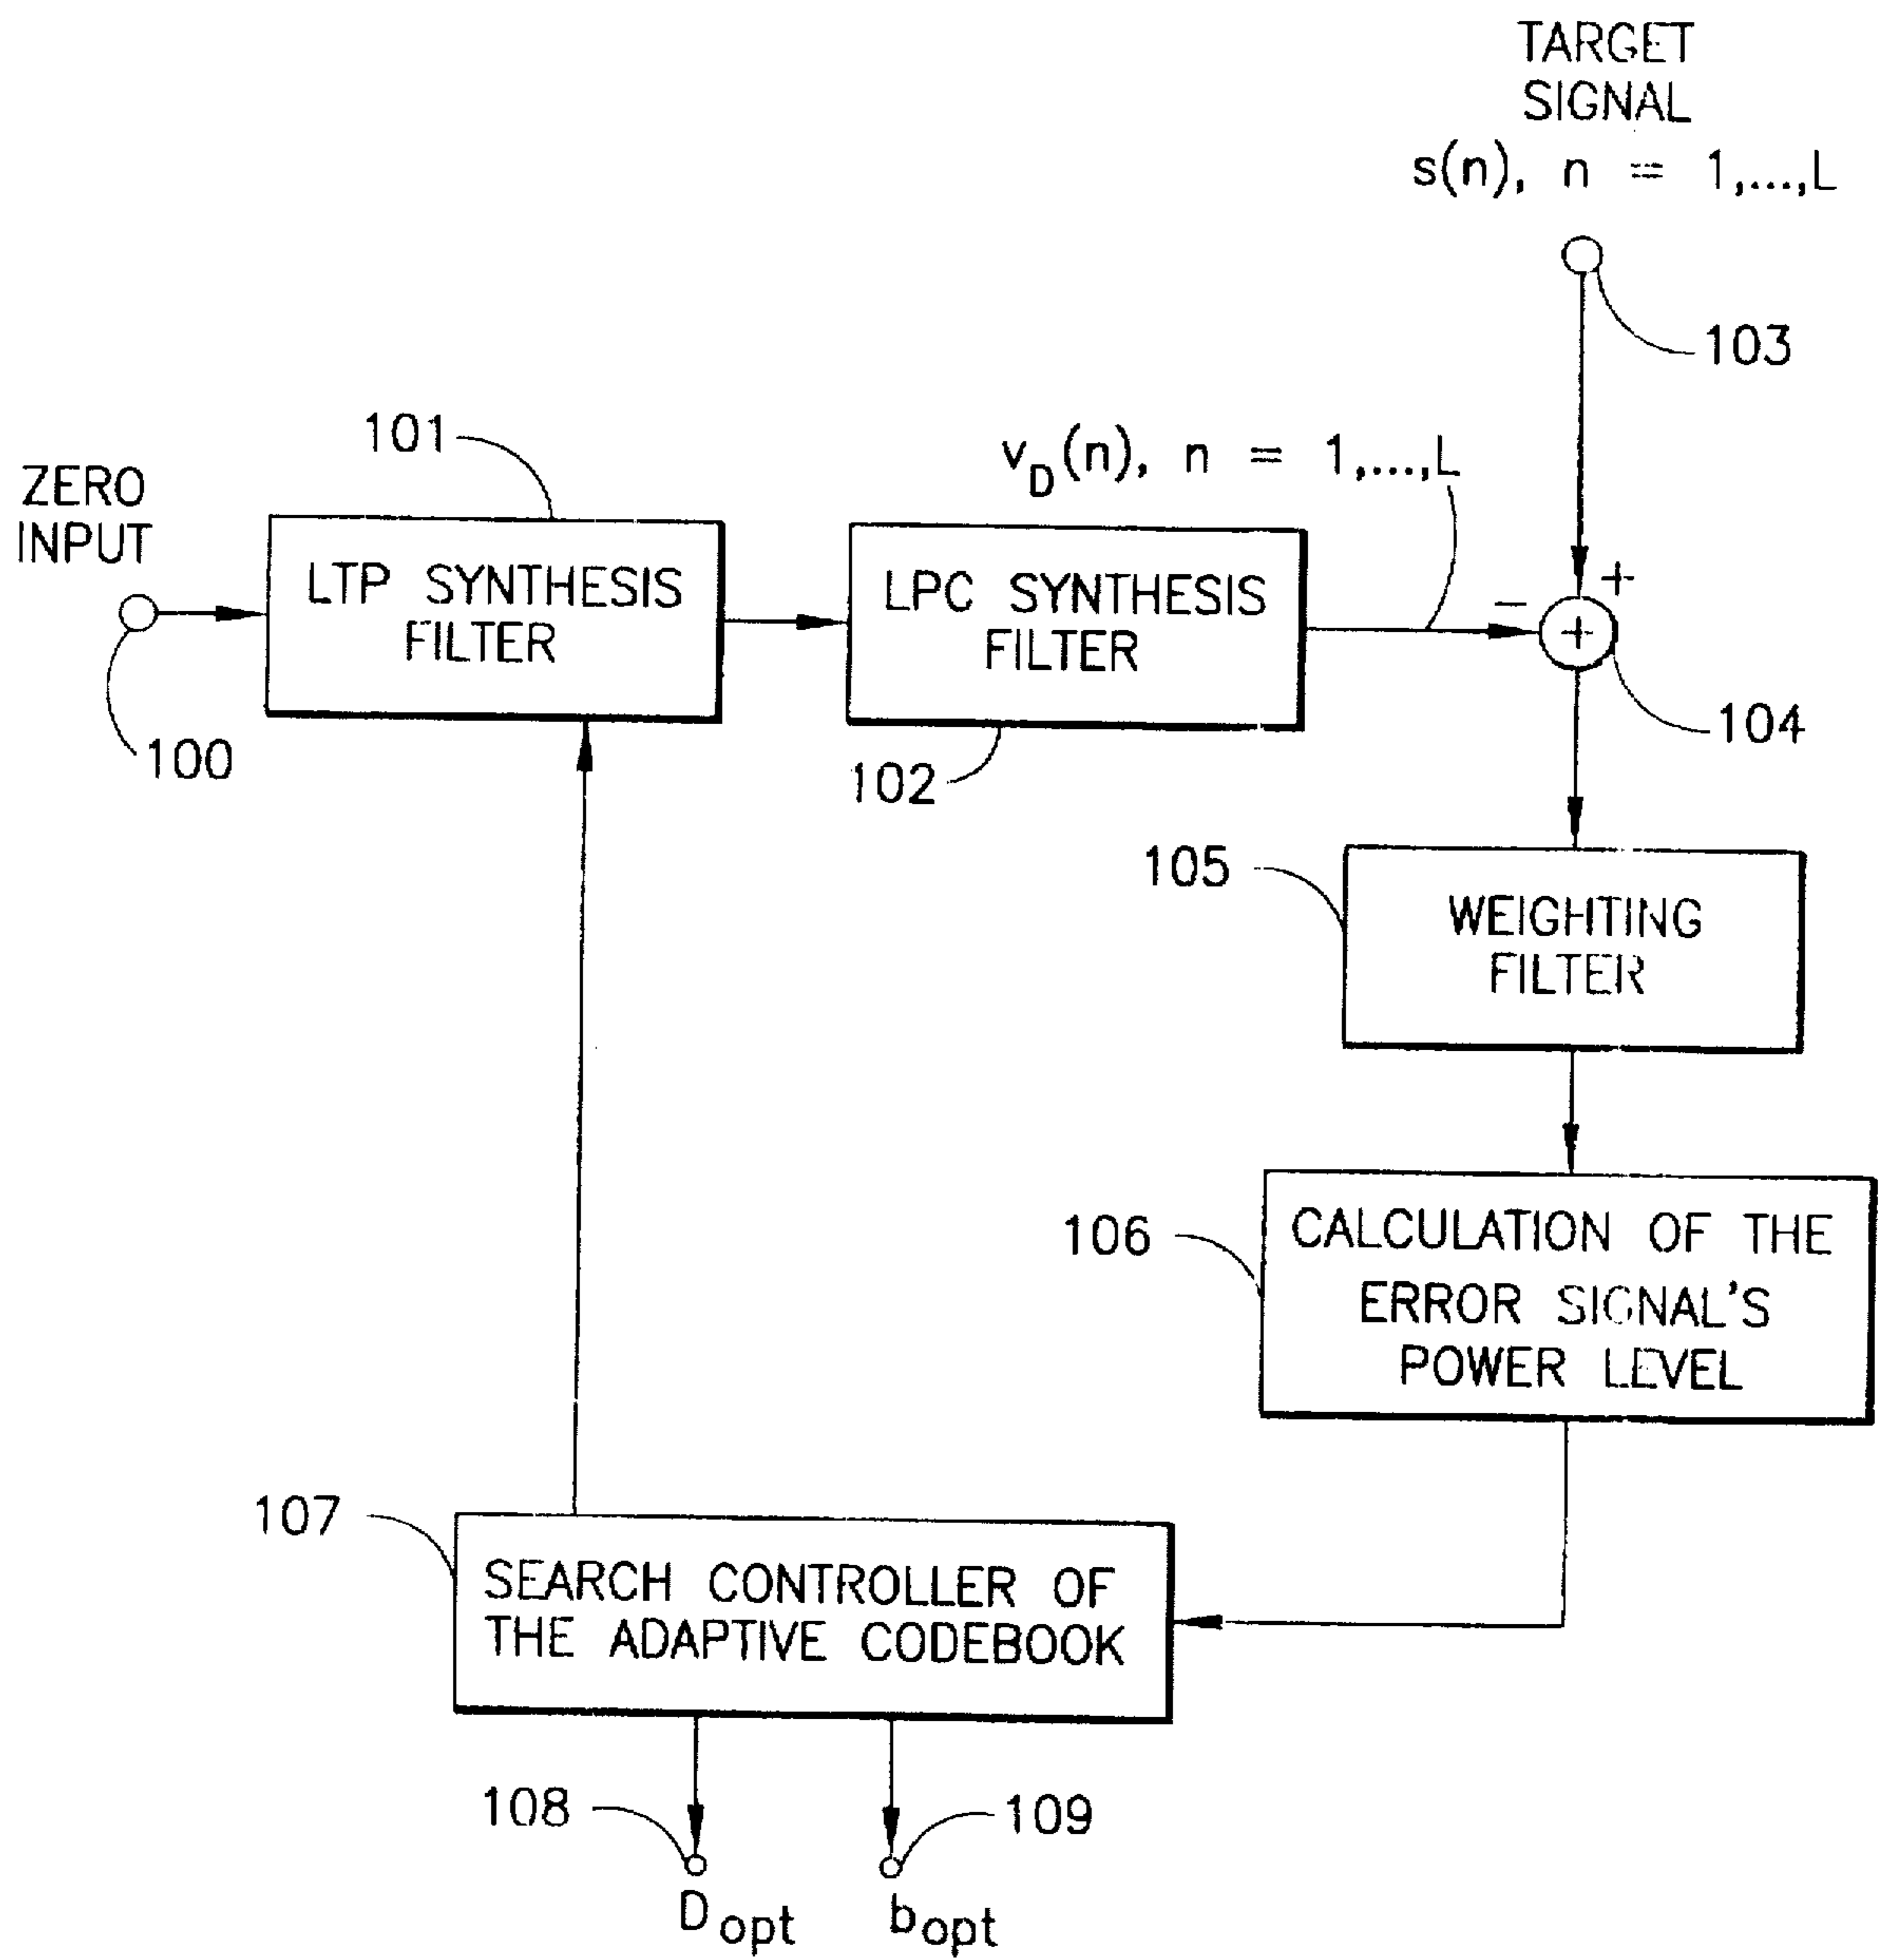 TARGET
SIGNAL
s(n), n = 1,...,L
103
101
v_D(n), n = 1,...,L
ZERO
INPUT
LTP SYNTHESIS
FILTER
LPC SYNTHESIS
FILTER
+
−
+
100
102
104
105
WEIGHTING
FILTER
106
CALCULATION OF THE
ERROR SIGNAL'S
POWER LEVEL
107
SEARCH CONTROLLER OF
THE ADAPTIVE CODEBOOK
108
109
D_opt
b_opt